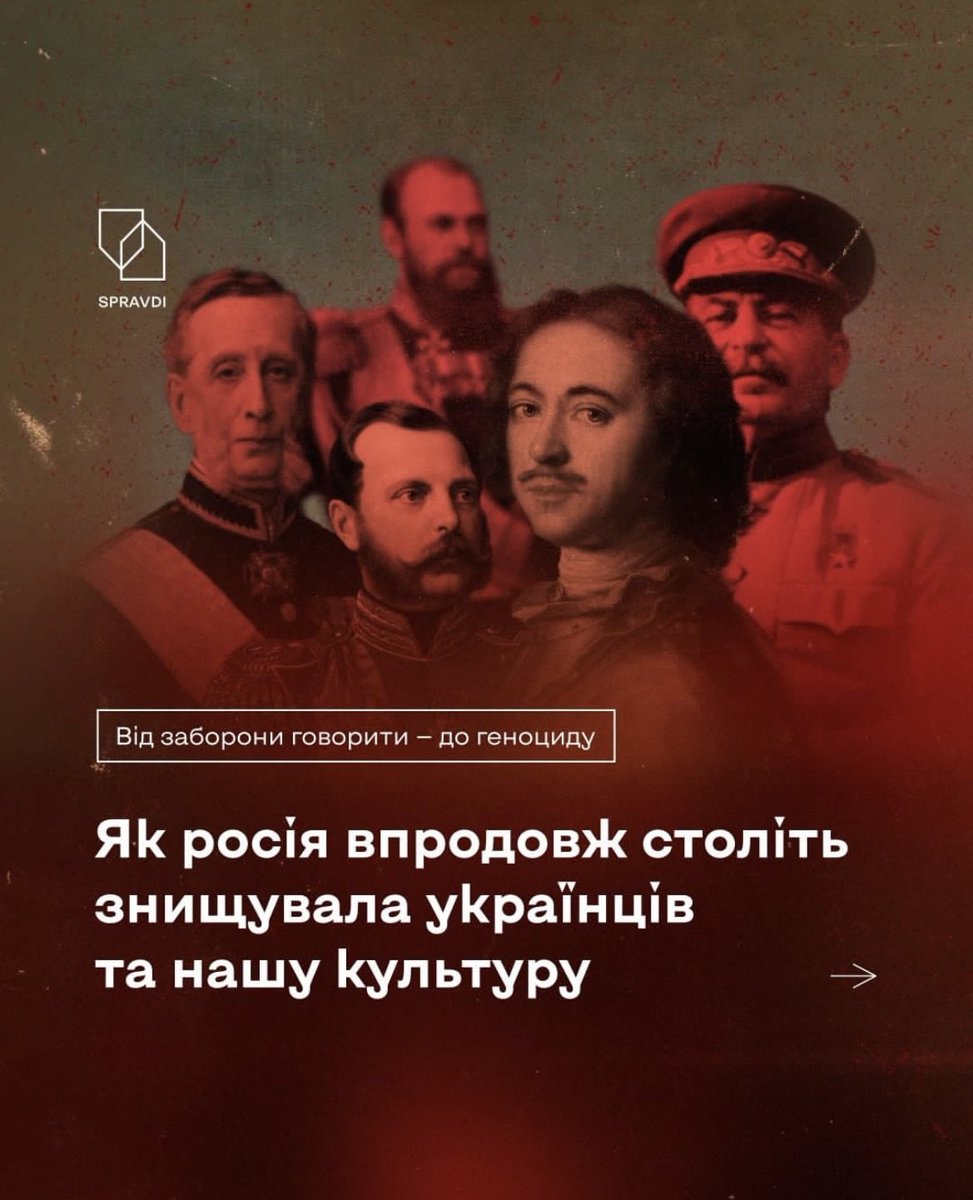 SPRAVDI
Від заборони говорити – до геноциду
Як росія впродовж століть
знищувала українців
та нашу культуру